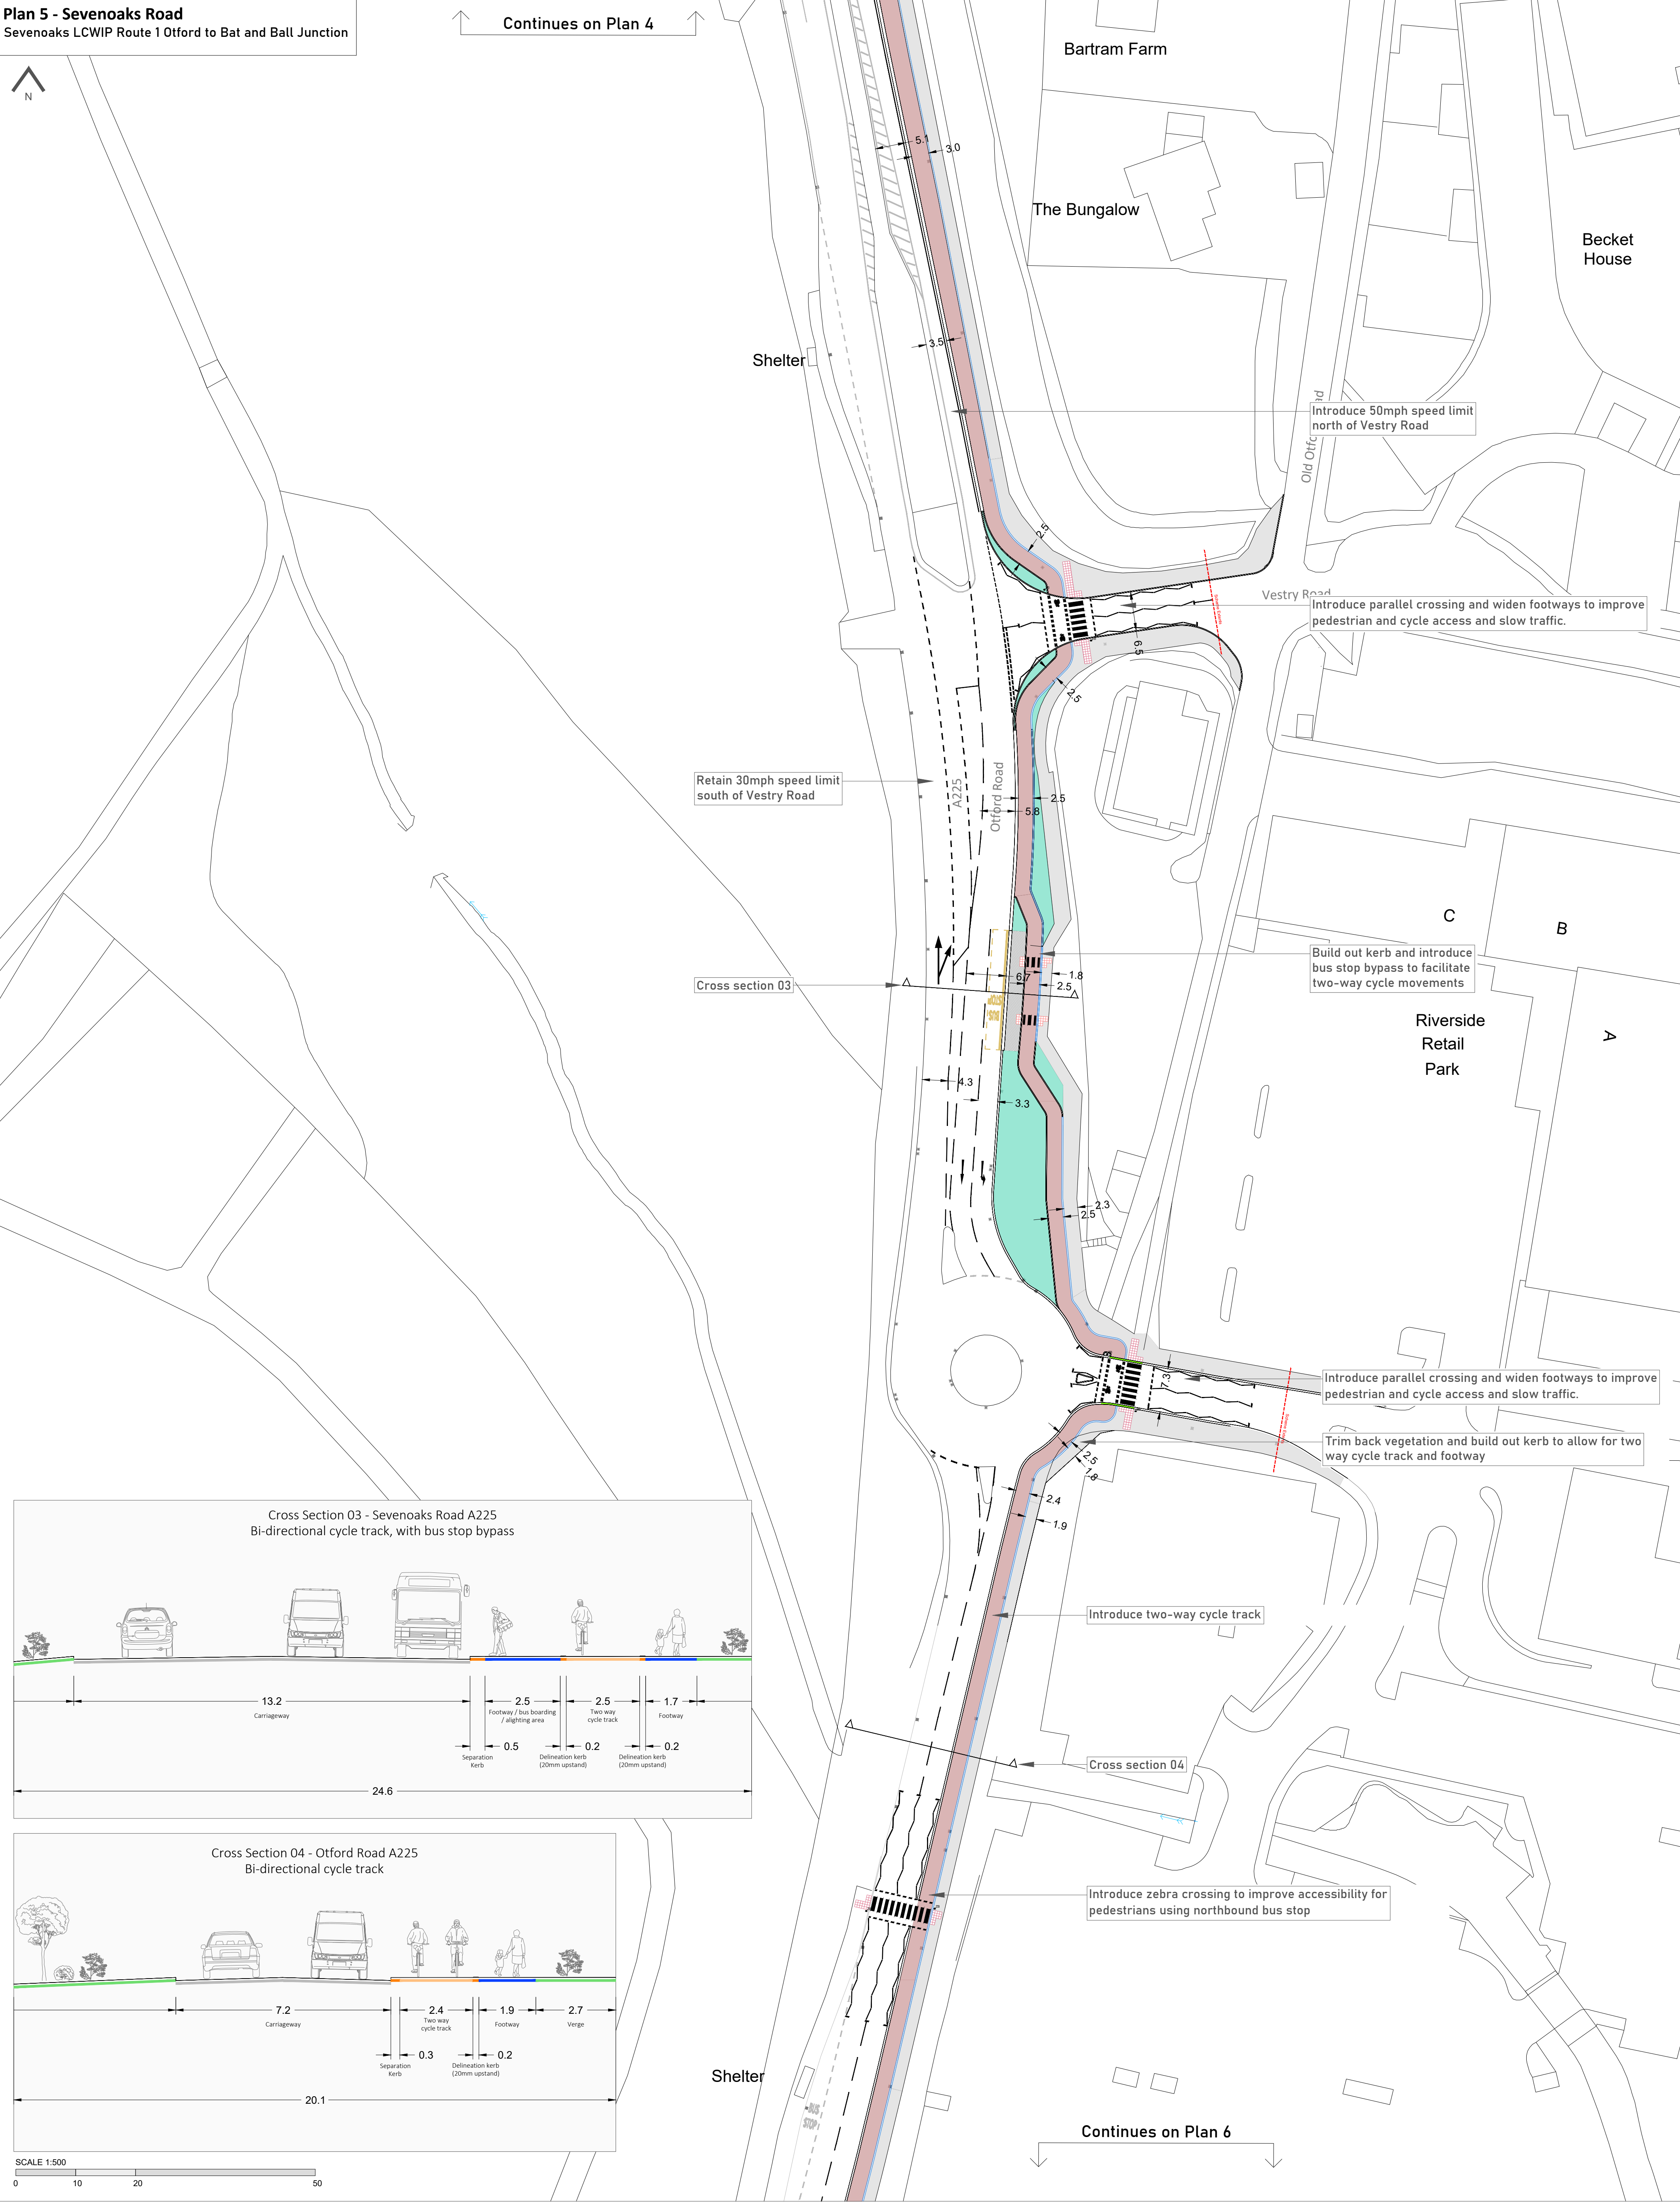 Plan 5 - Sevenoaks Road
Sevenoaks LCWIP Route 1 Otford to Bat and Ball Junction
N
Continues on Plan 4
Bartram Farm
5.1
3.0
The Bungalow
Becket
House
3.5
Shelter
Introduce 50mph speed limit
north of Vestry Road
Old
2.5
Vestry Road
Introduce parallel crossing and widen footways to improve
pedestrian and cycle access and slow traffic.
6.5
2.5
Retain 30mph speed limit
south of Vestry Road
A225
Otford Road
2.5
5.8
C
B
Build out kerb and introduce
bus stop bypass to facilitate
two-way cycle movements
6.7
1.8
2.5
Cross section 03
BUS
STOP
Riverside
Retail
Park
A
4.3
3.3
2.3
2.5
7.3
Introduce parallel crossing and widen footways to improve
pedestrian and cycle access and slow traffic.
Trim back vegetation and build out kerb to allow for two
way cycle track and footway
2.5
1.8
2.4
1.9
Introduce two-way cycle track
Cross section 04
Introduce zebra crossing to improve accessibility for
pedestrians using northbound bus stop
Shelter
BUS
STOP
Continues on Plan 6
Cross Section 03 - Sevenoaks Road A225
Bi-directional cycle track, with bus stop bypass
13.2
Carriageway
2.5
Footway / bus boarding
/ alighting area
2.5
Two way
cycle track
1.7
Footway
0.5
Separation
Kerb
0.2
Delineation kerb
(20mm upstand)
0.2
Delineation kerb
(20mm upstand)
24.6
Cross Section 04 - Otford Road A225
Bi-directional cycle track
7.2
Carriageway
2.4
Two way
cycle track
1.9
Footway
2.7
Verge
0.3
Separation
Kerb
0.2
Delineation kerb
(20mm upstand)
20.1
SCALE 1:500
0
10
20
50